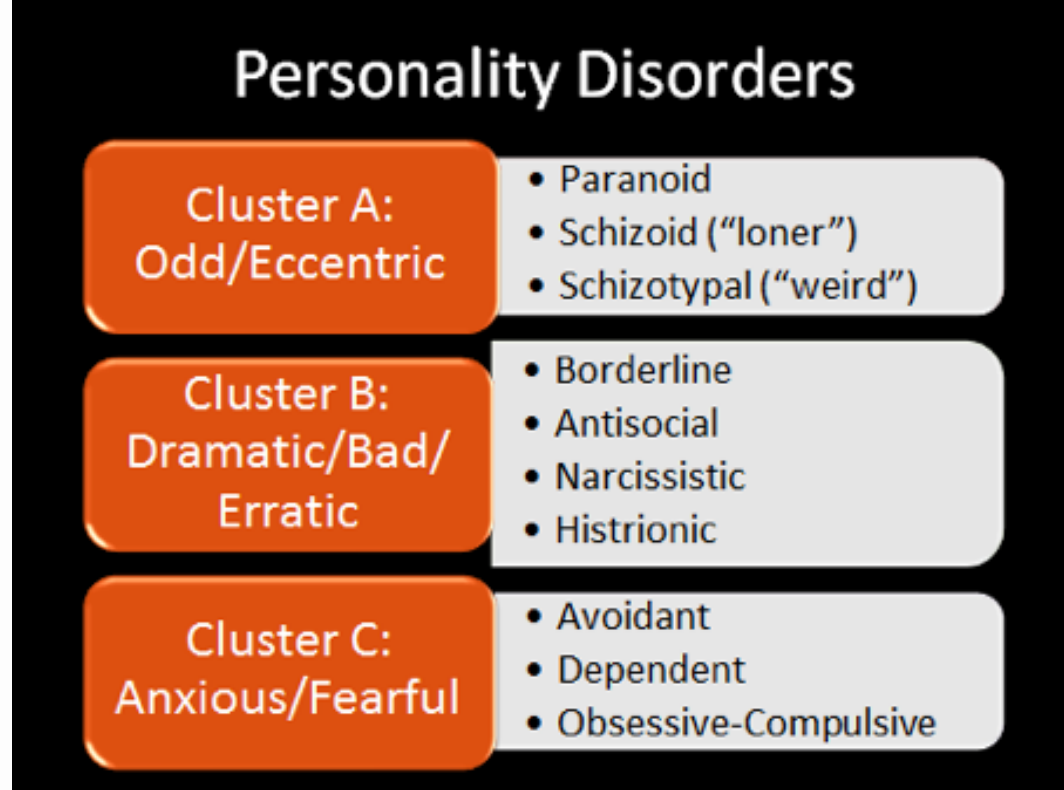 Personality Disorders
Cluster A:
Odd/Eccentric
• Paranoid
• Schizoid (“loner”)
• Schizotypal (“weird”)
Cluster B:
Dramatic/Bad/
Erratic
• Borderline
• Antisocial
• Narcissistic
• Histrionic
Cluster C:
Anxious/Fearful
• Avoidant
• Dependent
• Obsessive-Compulsive